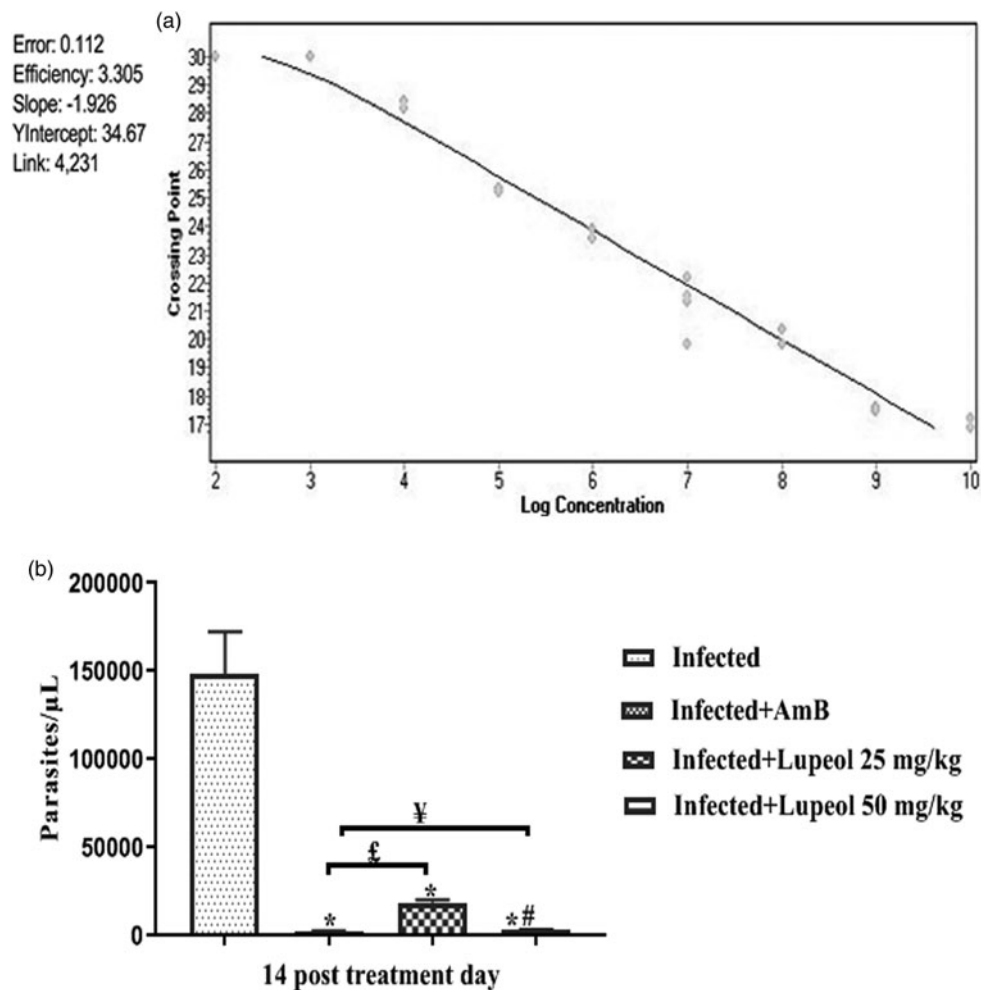 (a)
Error: 0.112
Efficiency: 3.305
Slope: -1.926
YIntercept: 34.67
Link: 4,231
Crossing Point
30
29
28
27
26
25
24
23
22
21
20
19
18
17
2 3 4 5 6 7 8 9 10
Log Concentration
(b)
Parasites/µL
200000
150000
100000
50000
0
¥
£
* * *#
14 post treatment day
Infected
Infected+AmB
Infected+Lupeol 25 mg/kg
Infected+Lupeol 50 mg/kg